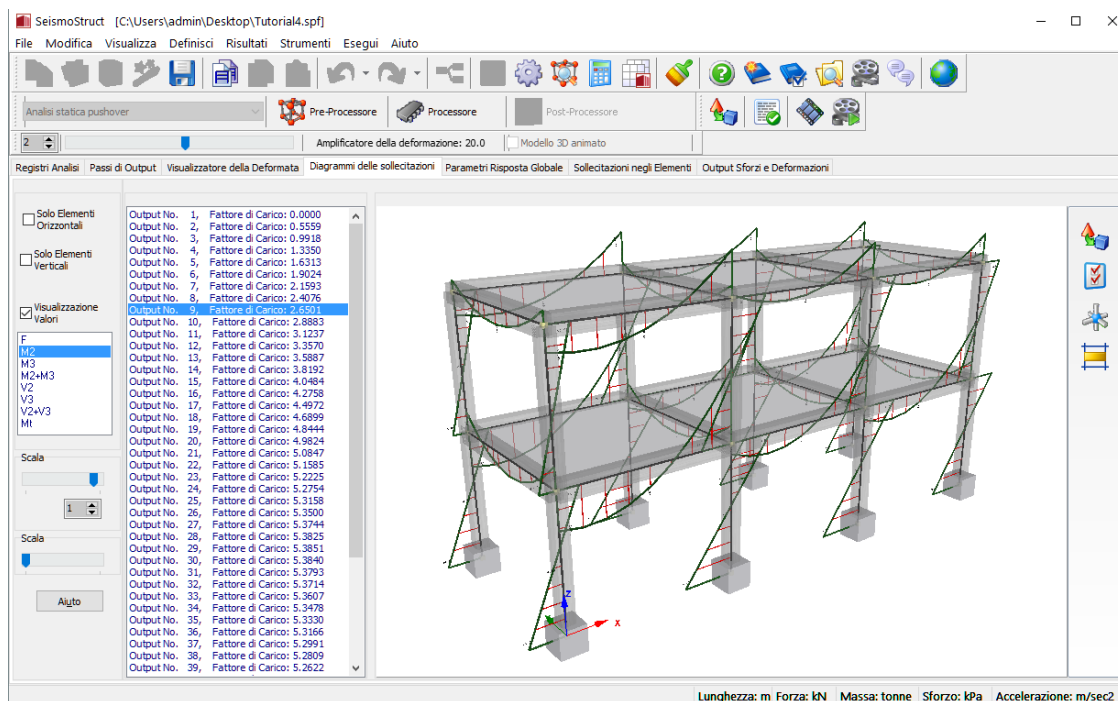 SeismoStruct [C:\Users\admin\Desktop\Tutorial4.spf]
File Modifica Visualizza Definisci Risultati Strumenti Esegui Aiuto
Analisi statica pushover
Pre-Processore
Processore
Post-Processore
2
Amplificatore della deformazione: 20.0
Modello 3D animato
Registri Analisi Passi di Output Visualizzatore della Deformata Diagrammi delle sollecitazioni Parametri Risposta Globale Sollecitazioni negli Elementi Output Sforzi e Deformazioni
Solo Elementi
Orizzontali
Solo Elementi
Verticali
Visualizzazione
Valori
F
M2
M3
M2+M3
V2
V3
V2+V3
Mt
Scala
1
Scala
Aiuto
Output No. 1, Fattore di Carico: 0.0000
Output No. 2, Fattore di Carico: 0.5559
Output No. 3, Fattore di Carico: 0.9918
Output No. 4, Fattore di Carico: 1.3350
Output No. 5, Fattore di Carico: 1.6313
Output No. 6, Fattore di Carico: 1.9024
Output No. 7, Fattore di Carico: 2.1593
Output No. 8, Fattore di Carico: 2.4076
Output No. 9, Fattore di Carico: 2.6501
Output No. 10, Fattore di Carico: 2.8883
Output No. 11, Fattore di Carico: 3.1237
Output No. 12, Fattore di Carico: 3.3570
Output No. 13, Fattore di Carico: 3.5887
Output No. 14, Fattore di Carico: 3.8192
Output No. 15, Fattore di Carico: 4.0484
Output No. 16, Fattore di Carico: 4.2758
Output No. 17, Fattore di Carico: 4.4972
Output No. 18, Fattore di Carico: 4.6899
Output No. 19, Fattore di Carico: 4.8444
Output No. 20, Fattore di Carico: 4.9824
Output No. 21, Fattore di Carico: 5.0847
Output No. 22, Fattore di Carico: 5.1585
Output No. 23, Fattore di Carico: 5.2225
Output No. 24, Fattore di Carico: 5.2754
Output No. 25, Fattore di Carico: 5.3158
Output No. 26, Fattore di Carico: 5.3500
Output No. 27, Fattore di Carico: 5.3744
Output No. 28, Fattore di Carico: 5.3825
Output No. 29, Fattore di Carico: 5.3851
Output No. 30, Fattore di Carico: 5.3840
Output No. 31, Fattore di Carico: 5.3793
Output No. 32, Fattore di Carico: 5.3714
Output No. 33, Fattore di Carico: 5.3607
Output No. 34, Fattore di Carico: 5.3478
Output No. 35, Fattore di Carico: 5.3330
Output No. 36, Fattore di Carico: 5.3166
Output No. 37, Fattore di Carico: 5.2991
Output No. 38, Fattore di Carico: 5.2809
Output No. 39, Fattore di Carico: 5.2622
z
x
Lunghezza: m Forza: kN Massa: tonne Sforzo: kPa Accelerazione: m/sec2